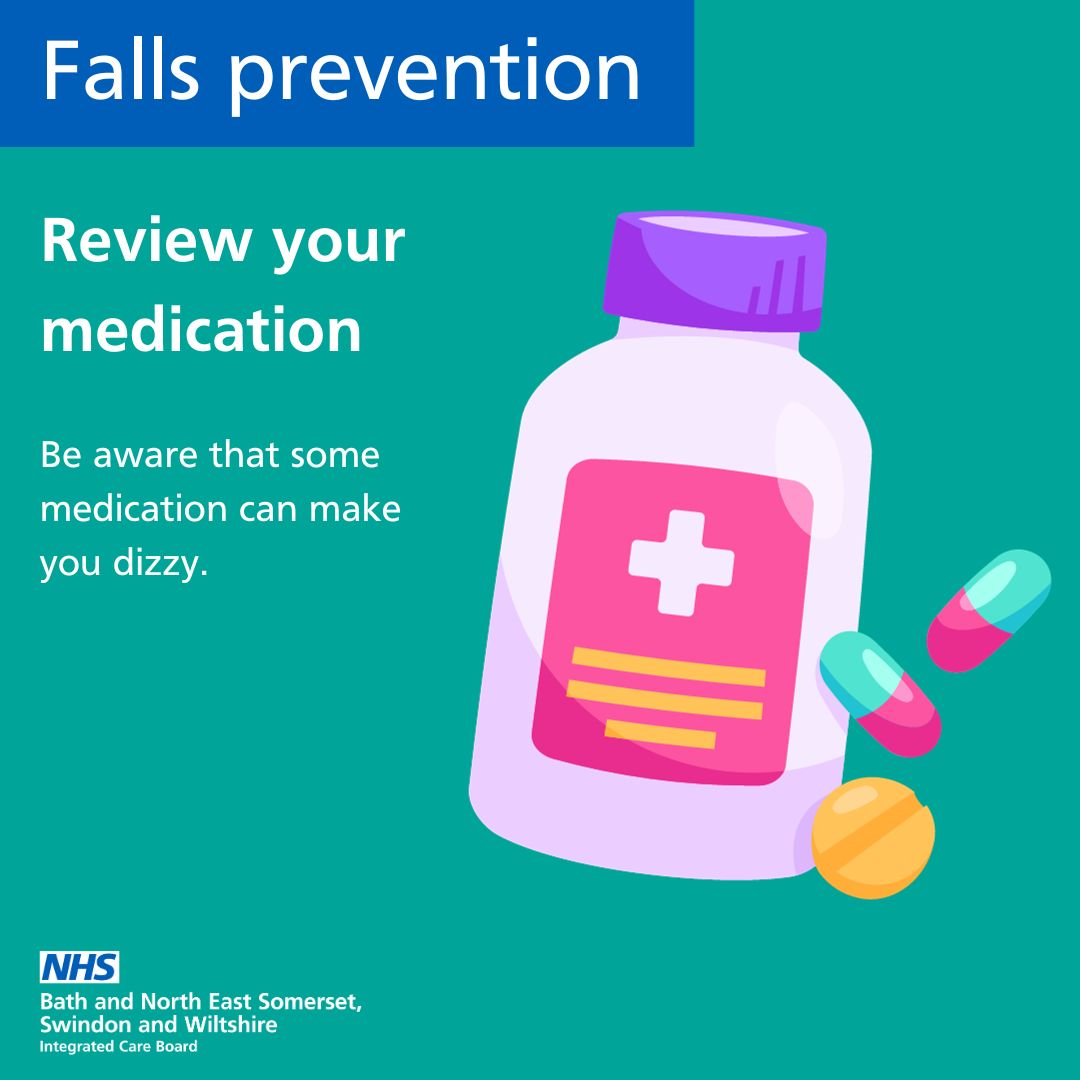 Falls prevention
Review your
medication
Be aware that some
medication can make
you dizzy.
NHS
Bath and North East Somerset,
Swindon and Wiltshire
Integrated Care Board